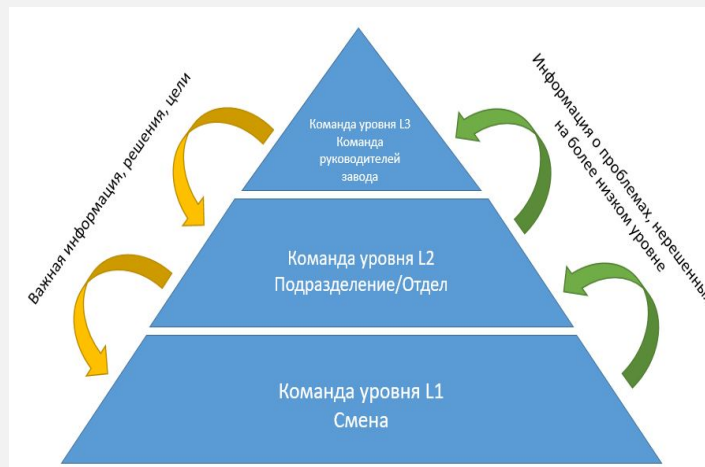 Важная информация, решения, цели
Информация о проблемах, нерешенны
на более низком уровне
Команда уровня L3
Команда
руководителей
завода
Команда уровня L2
Подразделение/Отдел
Команда уровня L1
Смена